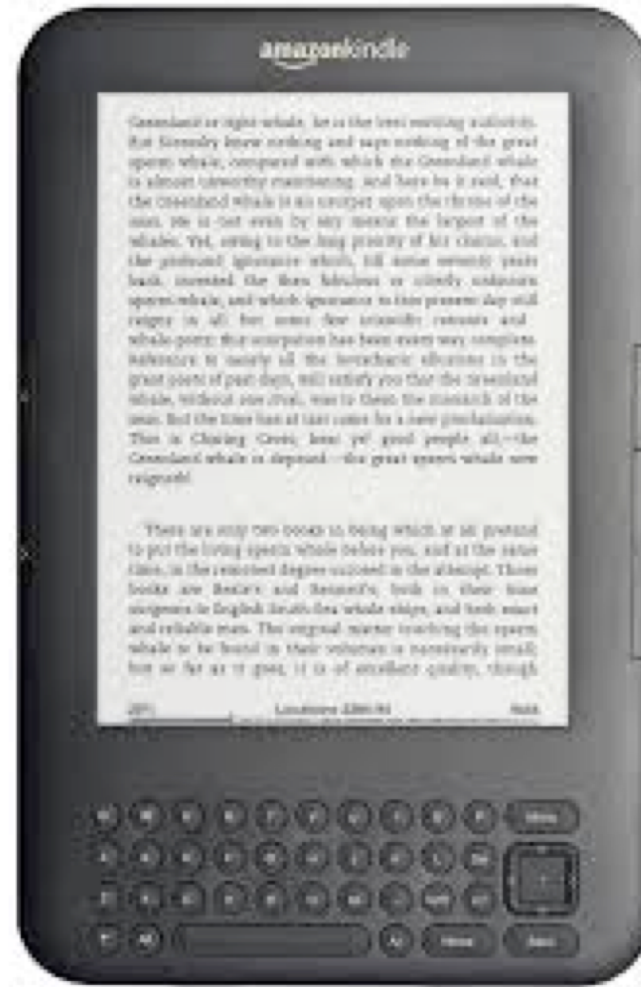 amazonkindle
Greenland or right-whale, he is the best existing authority.
But Scoresby knew nothing and says nothing of the great
sperm whale, compared with which the Greenland whale
is almost unworthy mentioning. And here be it said, that
the Greenland whale is an usurper upon the throne of the
seas. He is not even by any means the largest of the
whales. Yet, owing to the long priority of his claims, and
the profound ignorance which, till some seventy years
back, invested the then fabulous or utterly unknown
sperm-whale, and which ignorance to this present day still
reigns in all but some few scientific retreats and
whale-ports; this usurpation has been every way complete.
Reference to nearly all the leviathanic allusions in the
great poets of past days, will satisfy you that the Greenland
whale, without one rival, was to them the monarch of the
seas. But the time has at last come for a new proclamation.
This is Charing Cross; hear ye! good people all,—the
Greenland whale is deposed,—the great sperm whale now
reigneth!
There are only two books in being which at all pretend
to put the living sperm whale before you, and at the same
time, in the remotest degree succeed in the attempt. Those
books are Beale's and Bennett's; both in their time
surgeons to English South-Sea whale-ships, and both exact
and reliable men. The original matter touching the sperm
whale to be found in their volumes is necessarily small;
but so far as it goes, it is of excellent quality, though
Locations